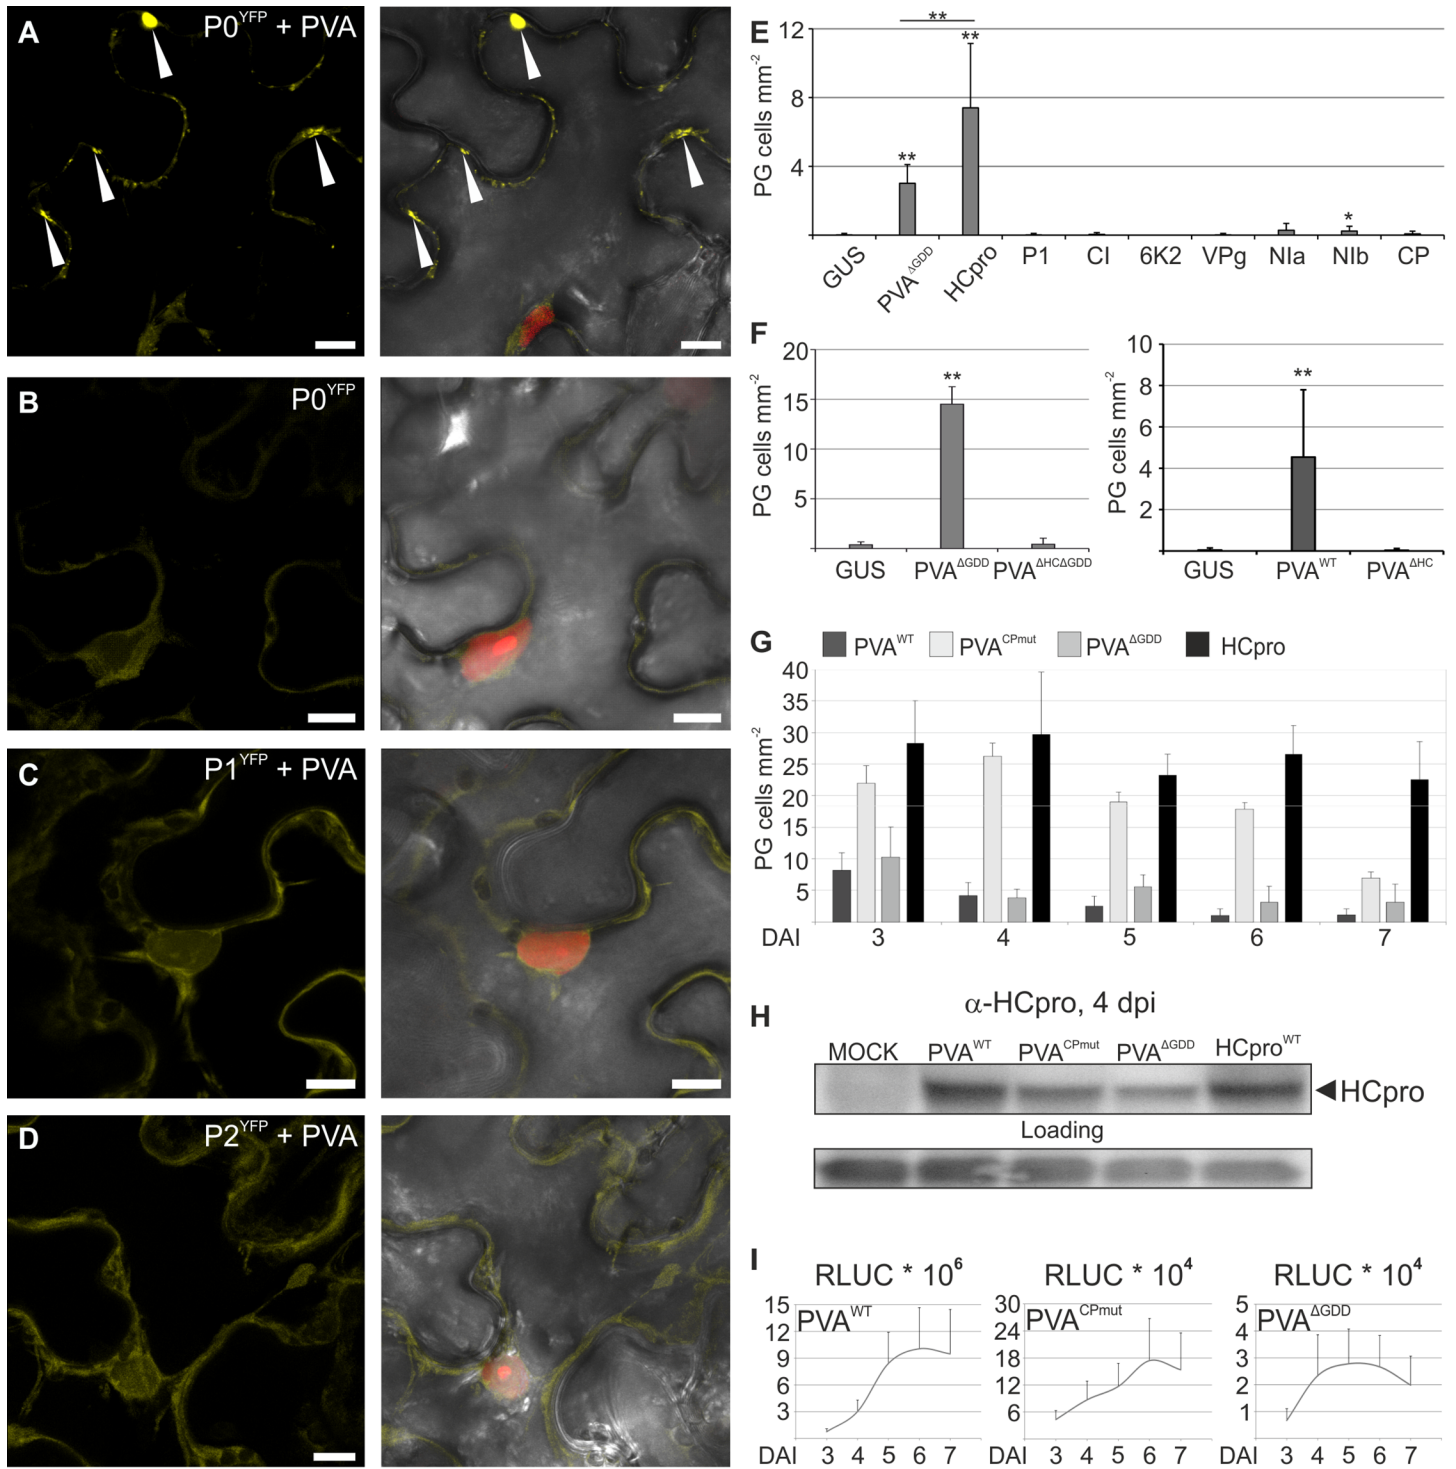 A
P0YFP + PVA
B
P0YFP
C
P1YFP + PVA
D
P2YFP + PVA
E
PG cells mm-2
12
8
4
**
**
**
*
GUS PVAΔGDD HCpro P1 CI 6K2 VPg NIa NIb CP
F
PG cells mm-2
20
15
10
5
**
GUS PVAΔGDD PVAΔHCΔGDD
PG cells mm-2
10
8
6
4
2
**
GUS PVAWT PVAΔHC
G
PVAWT PVACPmut PVAΔGDD HCpro
PG cells mm-2
40
35
30
25
20
15
10
5
DAI 3 4 5 6 7
H
α-HCpro, 4 dpi
MOCK PVAWT PVACPmut PVAΔGDD HCproWT
HCpro
Loading
I
RLUC * 10⁶
PVAWT
15
12
9
6
3
DAI 3 4 5 6 7
RLUC * 10⁴
PVACPmut
30
24
18
12
6
DAI 3 4 5 6 7
RLUC * 10⁴
PVAΔGDD
5
4
3
2
1
DAI 3 4 5 6 7